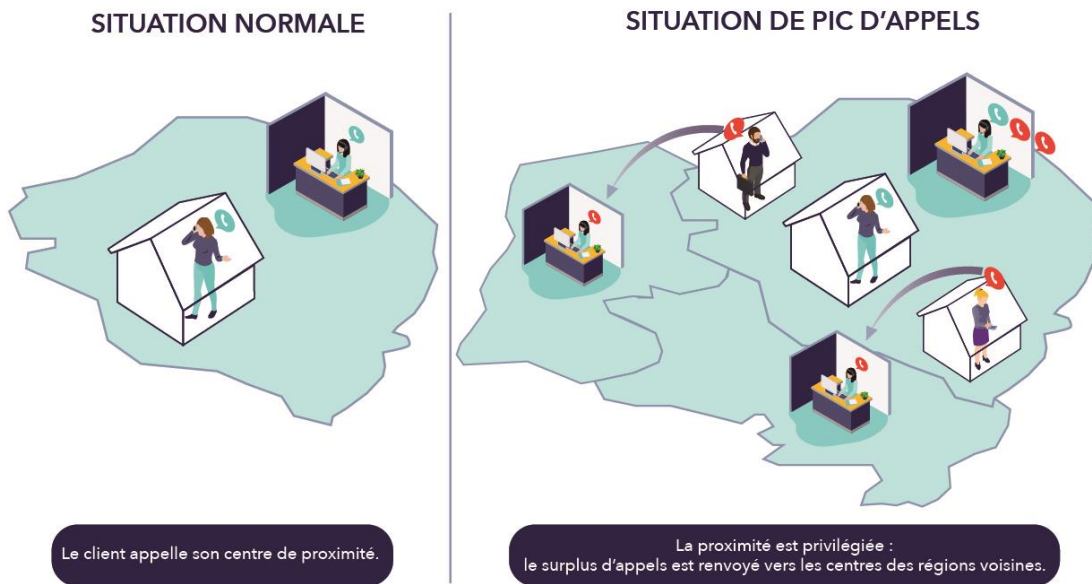 SITUATION NORMALE
Le client appelle son centre de proximité.
SITUATION DE PIC D'APPELS
La proximité est privilégiée :
le surplus d'appels est renvoyé vers les centres des régions voisines.